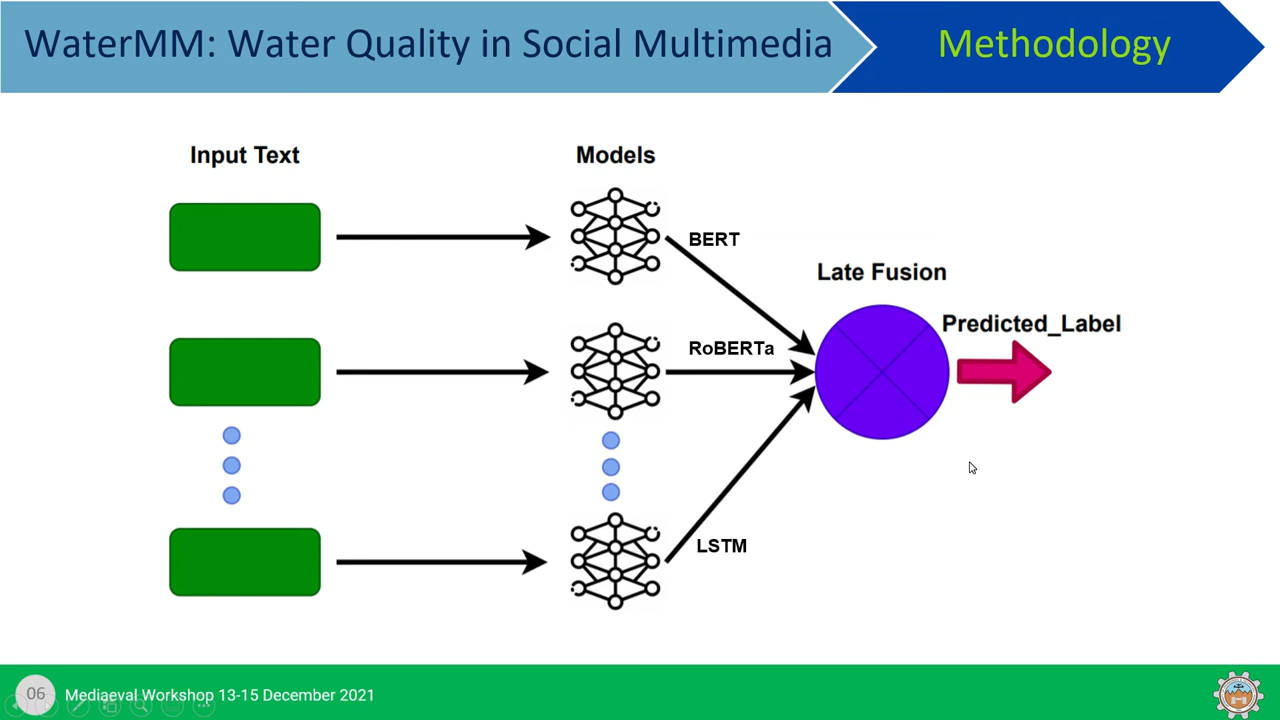 WaterMM: Water Quality in Social Multimedia
Methodology
Input Text
Models
BERT
Late Fusion
Predicted_Label
RoBERTa
LSTM
06
Mediaeval Workshop 13-15 December 2021